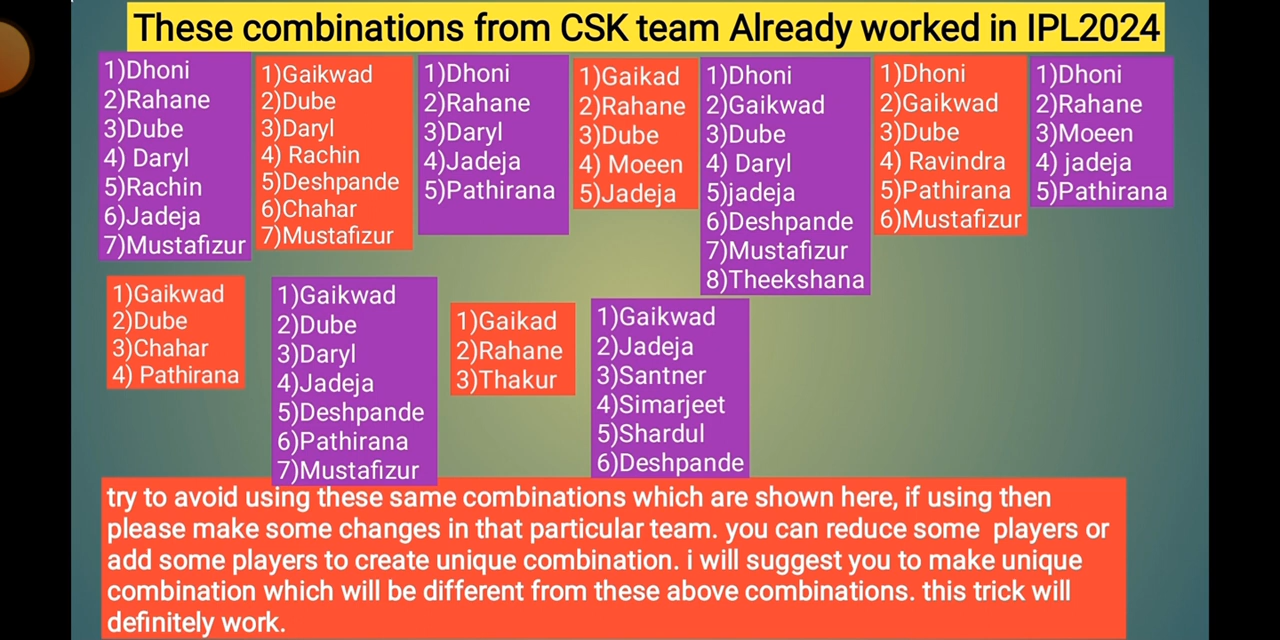 These combinations from CSK team Already worked in IPL2024
1)Dhoni
2)Rahane
3)Dube
4) Daryl
5)Rachin
6)Jadeja
7)Mustafizur
1)Gaikwad
2)Dube
3)Daryl
4) Rachin
5)Deshpande
6)Chahar
7)Mustafizur
1)Dhoni
2)Rahane
3)Daryl
4)Jadeja
5)Pathirana
1)Gaikad
2)Rahane
3)Dube
4) Moeen
5)Jadeja
1)Dhoni
2)Gaikwad
3)Dube
4) Daryl
5)jadeja
6)Deshpande
7)Mustafizur
8)Theekshana
1)Dhoni
2)Gaikwad
3)Dube
4) Ravindra
5)Pathirana
6)Mustafizur
1)Dhoni
2)Rahane
3)Moeen
4) jadeja
5)Pathirana
1)Gaikwad
2)Dube
3)Chahar
4) Pathirana
1)Gaikwad
2)Dube
3)Daryl
4)Jadeja
5)Deshpande
6)Pathirana
7)Mustafizur
1)Gaikad
2)Rahane
3)Thakur
1)Gaikwad
2)Jadeja
3)Santner
4)Simarjeet
5)Shardul
6)Deshpande
try to avoid using these same combinations which are shown here, if using then
please make some changes in that particular team. you can reduce some players or
add some players to create unique combination. i will suggest you to make unique
combination which will be different from these above combinations. this trick will
definitely work.